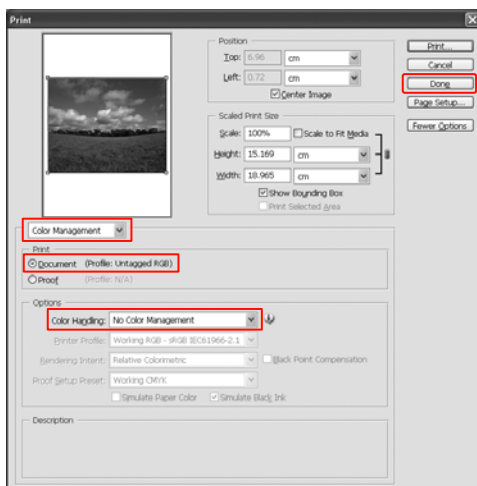 Print
Position
Top: 6.96 cm
Left: 0.72 cm
Center Image
Scaled Print Size
Scale: 100% Scale to Fit Media
Height: 15.169 cm
Width: 18.965 cm
Show Bounding Box
Print Selected Area
Print...
Cancel
Done
Page Setup...
Fewer Options
Color Management
Print
Document (Profile: Untagged RGB)
Proof (Profile: N/A)
Options
Color Handling: No Color Management
Printer Profile: Working RGB - sRGB IEC61966-2.1
Rendering Intent: Relative Colorimetric Black Point Compensation
Proof Setup Preset: Working CMYK
Simulate Paper Color Simulate Black Ink
Description